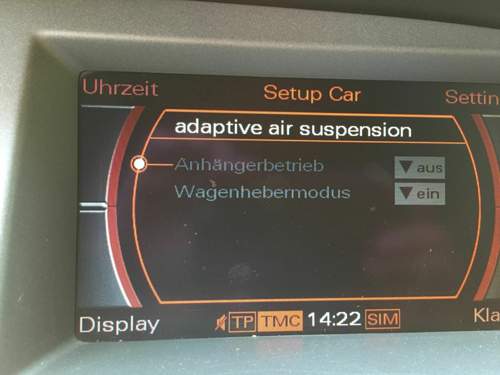 Uhrzeit Setup Car Settin
adaptive air suspension
Anhängerbetrieb aus
Wagenhebermodus ein
Display TP TMC 14:22 SIM Kla